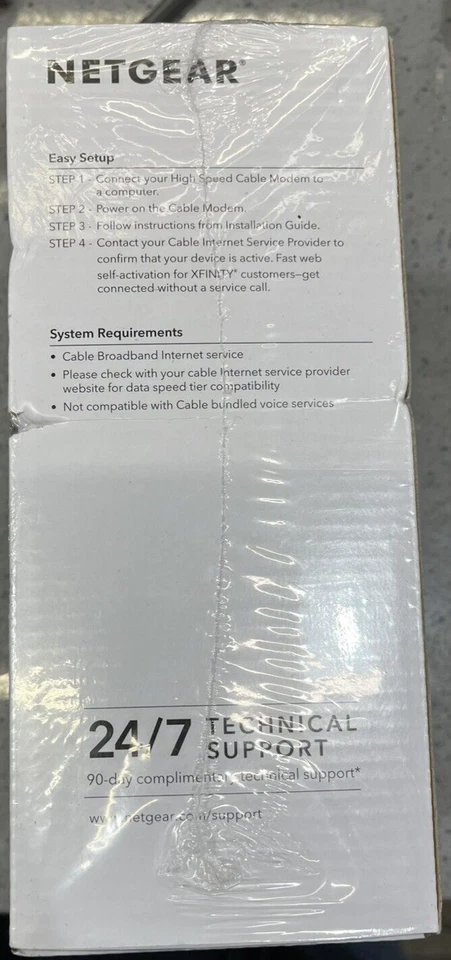 NETGEAR®
Easy Setup
STEP 1 - Connect your High Speed Cable Modem to
a computer.
STEP 2 - Power on the Cable Modem.
STEP 3 - Follow instructions from Installation Guide.
STEP 4 - Contact your Cable Internet Service Provider to
confirm that your device is active. Fast web
self-activation for XFINITY® customers—get
connected without a service call.
System Requirements
• Cable Broadband Internet service
• Please check with your cable Internet service provider
website for data speed tier compatibility
• Not compatible with Cable bundled voice services
24/7 TECHNICAL
SUPPORT
90-day complimentary technical support*
www.netgear.com/support